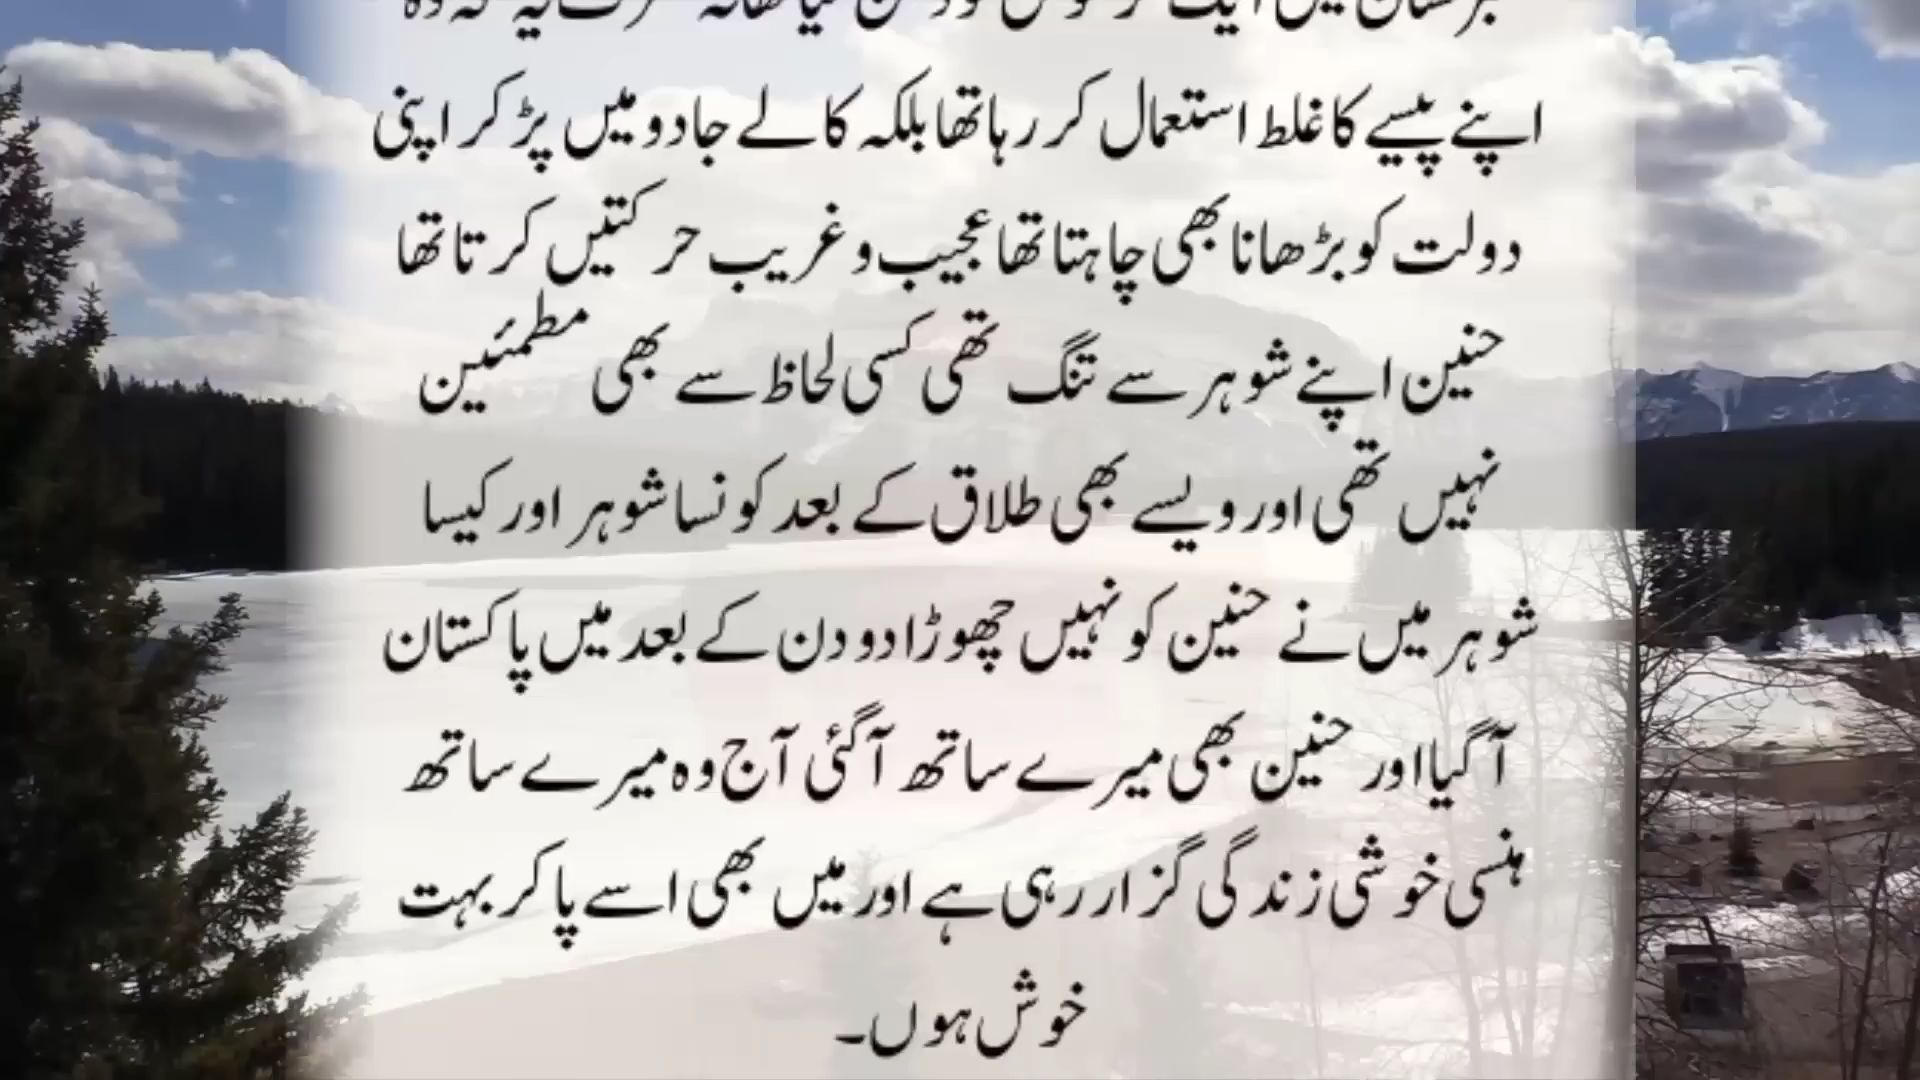 میں ایک
اپنے پیسے کا غلط استعمال کر رہا تھا بلکہ کالے جادو میں پڑ کر اپنی
دولت کو بڑھانا بھی چاہتا تھا عجیب و غریب حرکتیں کرتا تھا
حنین اپنے شوہر سے تنگ تھی کسی لحاظ سے بھی مطمئین
نہیں تھی اور ویسے بھی طلاق کے بعد کونسا شوہر اور کیسا
شوہر میں نے حنین کو نہیں چھوڑا دو دن کے بعد میں پاکستان
آگیا اور حنین بھی میرے ساتھ آگئی آج وہ میرے ساتھ
ہنسی خوشی زندگی گزار رہی ہے اور میں بھی اسے پا کر بہت
خوش ہوں۔